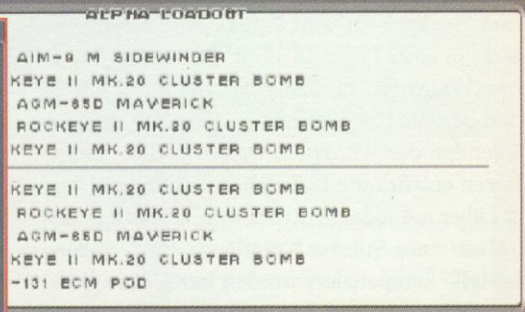 ALPHA LOADOUT
AIM-9 M SIDEWINDER
KEYE II MK.20 CLUSTER BOMB
AGM-65D MAVERICK
ROCKEYE II MK.20 CLUSTER BOMB
KEYE II MK.20 CLUSTER BOMB
KEYE II MK.20 CLUSTER BOMB
ROCKEYE II MK.20 CLUSTER BOMB
AGM-65D MAVERICK
KEYE II MK.20 CLUSTER BOMB
-131 ECM POD